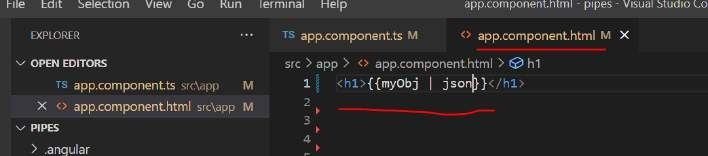 File Edit Selection View Go Run Terminal Help app.component.html - pipes - Visual Studio Co
EXPLORER ··· TS app.component.ts M <> app.component.html M ×
OPEN EDITORS src > app > <> app.component.html > h1
TS app.component.ts src\app M 1 <h1>{{myObj | json}}</h1>
× <> app.component.html src\app M 2
PIPES 3
> .angular 4
5